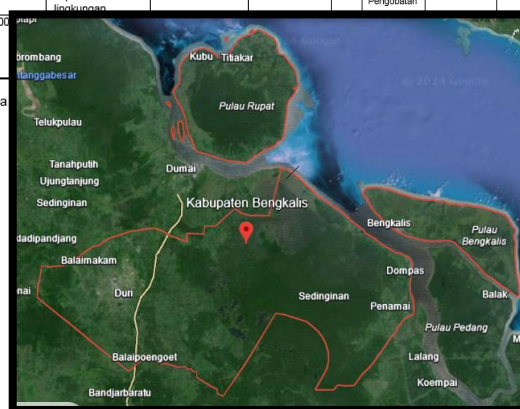 lingkungan
Pengobatan
Kubu Titiakar
Pulau Rupat
Telukpulau
Tanahputih
Dumai
Ujungtanjung
Sedinginan
Kabupaten Bengkalis
Bengkalis
Pulau
Bengkalis
Balaimakam
Dompas
Duri
Sedinginan
Balak
Penamai
Pulau Pedang
Balaipoengoet
Lalang
Koempai
Bandjarbaratu